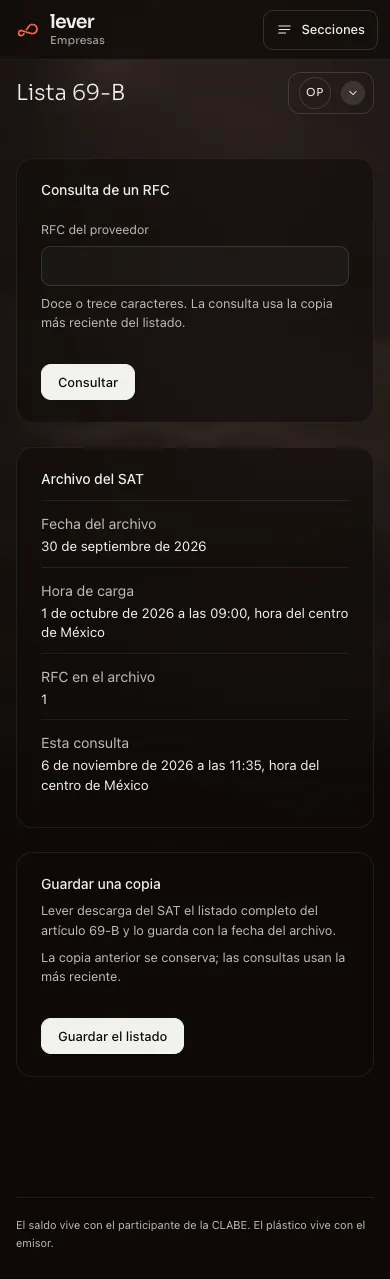 lever
Empresas
Secciones
Lista 69-B
OP
Consulta de un RFC
RFC del proveedor
Doce o trece caracteres. La consulta usa la copia
más reciente del listado.
Consultar
Archivo del SAT
Fecha del archivo
30 de septiembre de 2026
Hora de carga
1 de octubre de 2026 a las 09:00, hora del centro
de México
RFC en el archivo
1
Esta consulta
6 de noviembre de 2026 a las 11:35, hora del
centro de México
Guardar una copia
Lever descarga del SAT el listado completo del
artículo 69-B y lo guarda con la fecha del archivo.
La copia anterior se conserva; las consultas usan la
más reciente.
Guardar el listado
El saldo vive con el participante de la CLABE. El plástico vive con el
emisor.